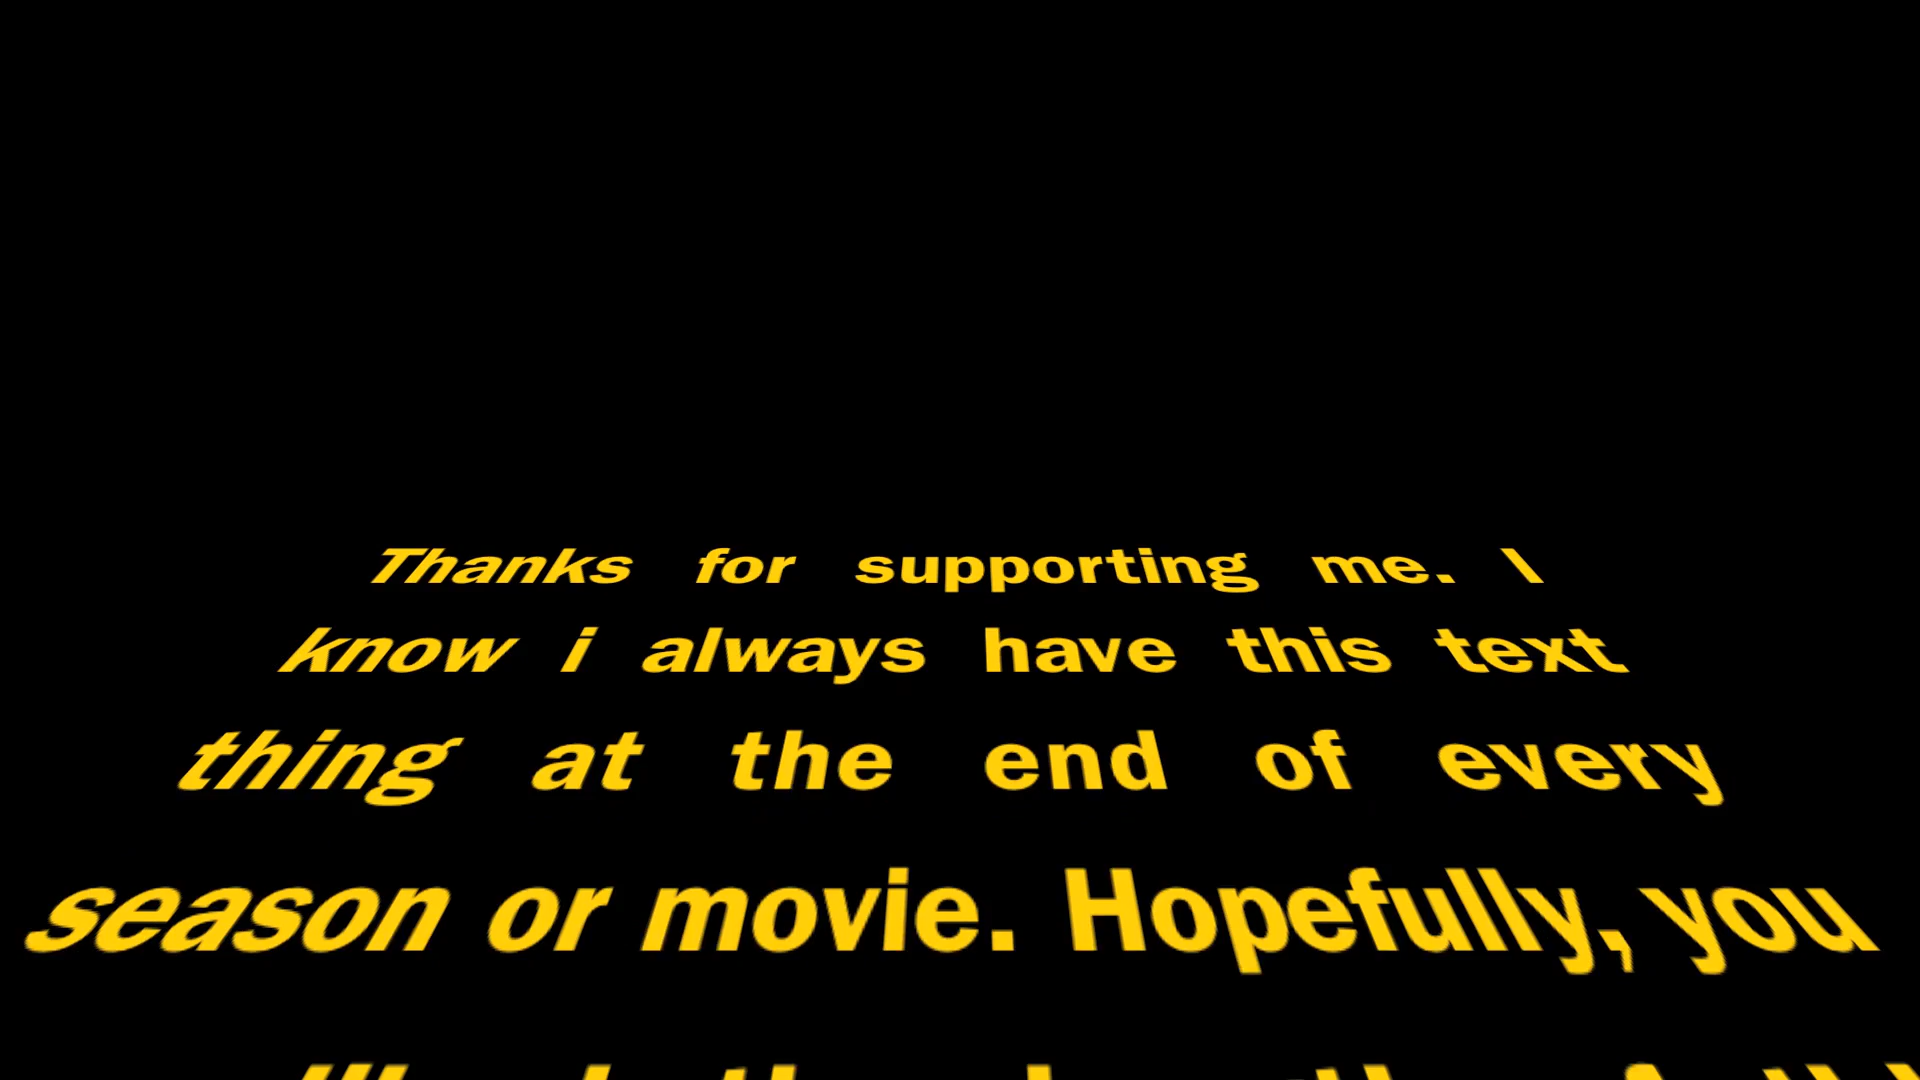 Thanks for supporting me. I
know i always have this text
thing at the end of every
season or movie. Hopefully, you